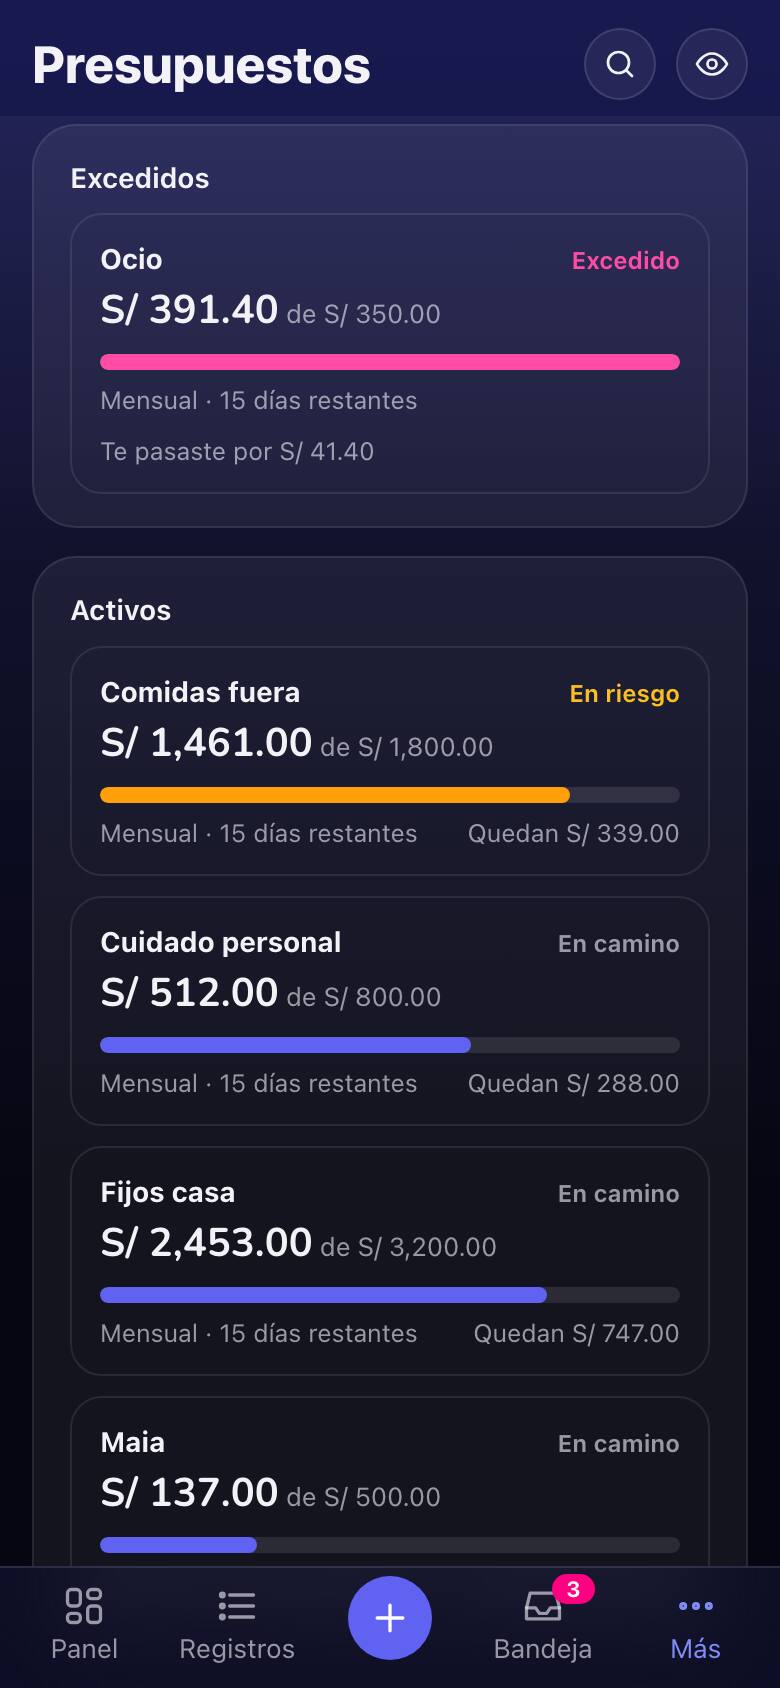 Presupuestos
Excedidos
Ocio Excedido
S/ 391.40 de S/ 350.00
Mensual · 15 días restantes
Te pasaste por S/ 41.40
Activos
Comidas fuera En riesgo
S/ 1,461.00 de S/ 1,800.00
Mensual · 15 días restantes Quedan S/ 339.00
Cuidado personal En camino
S/ 512.00 de S/ 800.00
Mensual · 15 días restantes Quedan S/ 288.00
Fijos casa En camino
S/ 2,453.00 de S/ 3,200.00
Mensual · 15 días restantes Quedan S/ 747.00
Maia En camino
S/ 137.00 de S/ 500.00
3
Panel Registros Bandeja Más